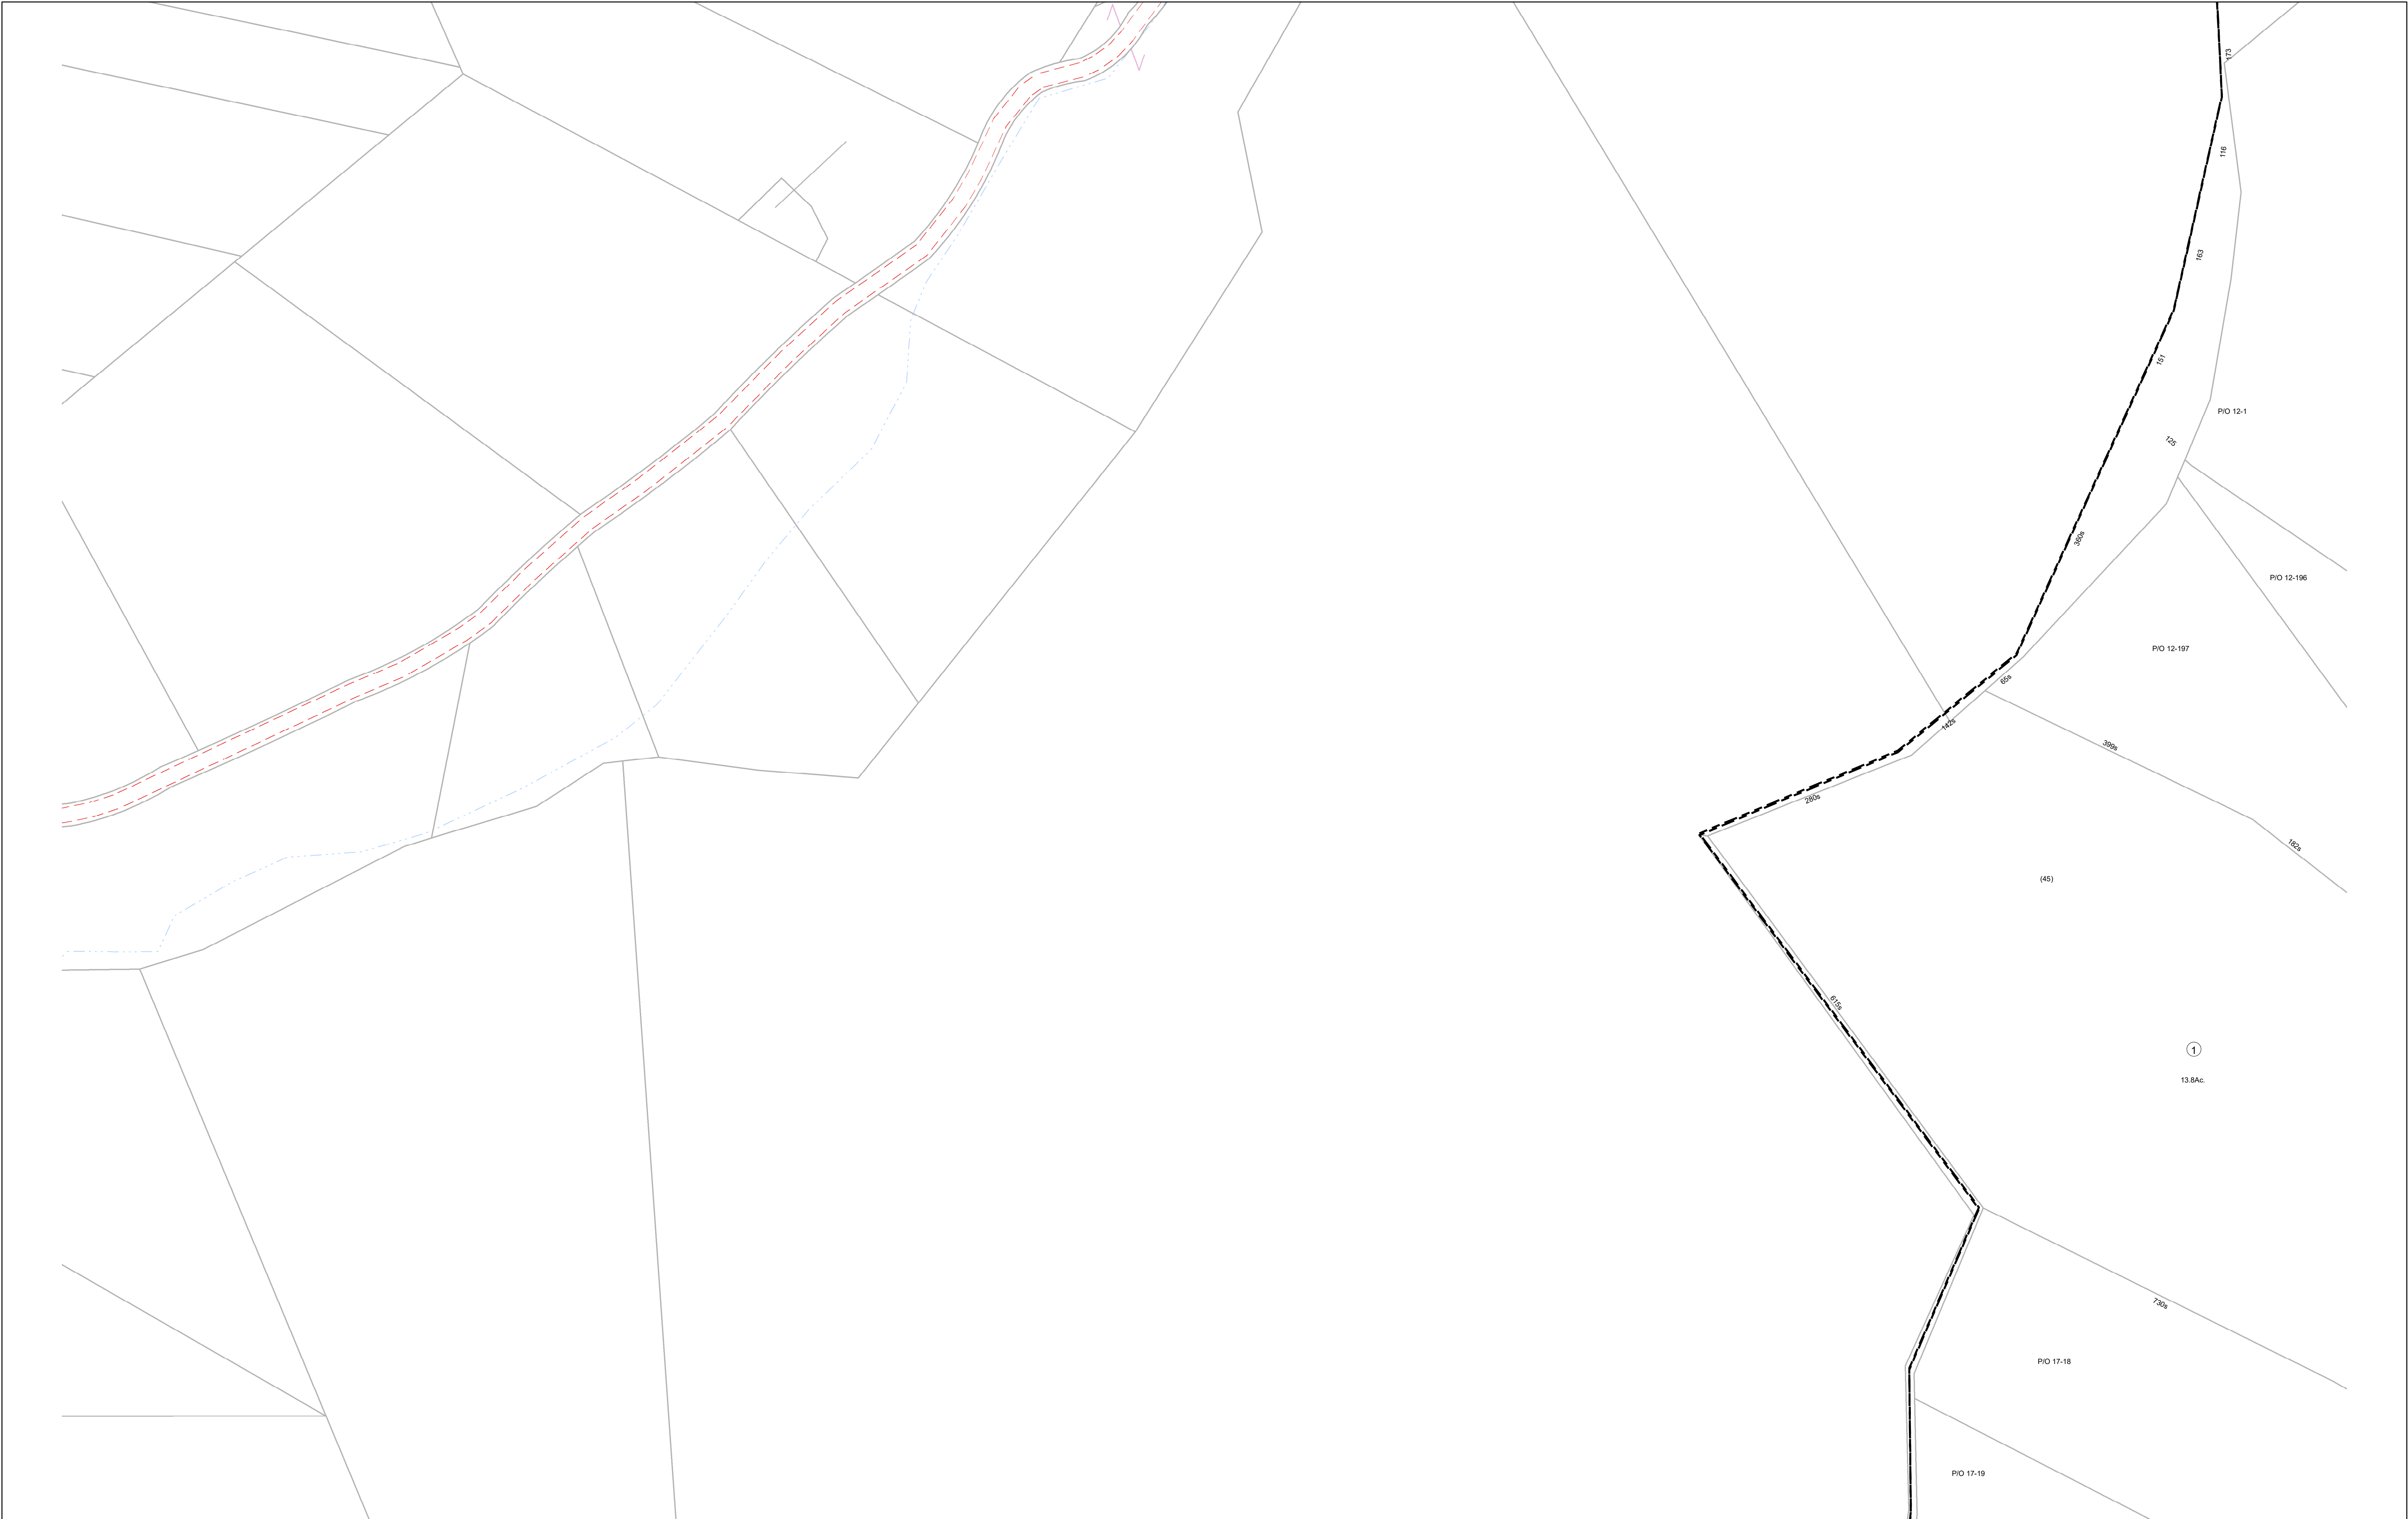 173
116
163
151
P/O 12-1
125
360s
P/O 12-196
P/O 12-197
65s
142s
399s
280s
182s
(45)
615s
1
13.8Ac.
730s
P/O 17-18
P/O 17-19